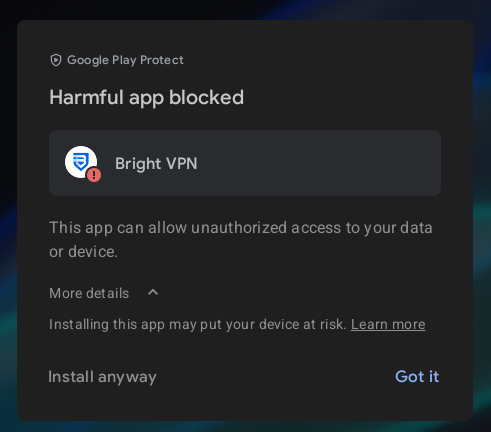 Google Play Protect
Harmful app blocked
Bright VPN
This app can allow unauthorized access to your data
or device.
More details
Installing this app may put your device at risk. Learn more
Install anyway
Got it